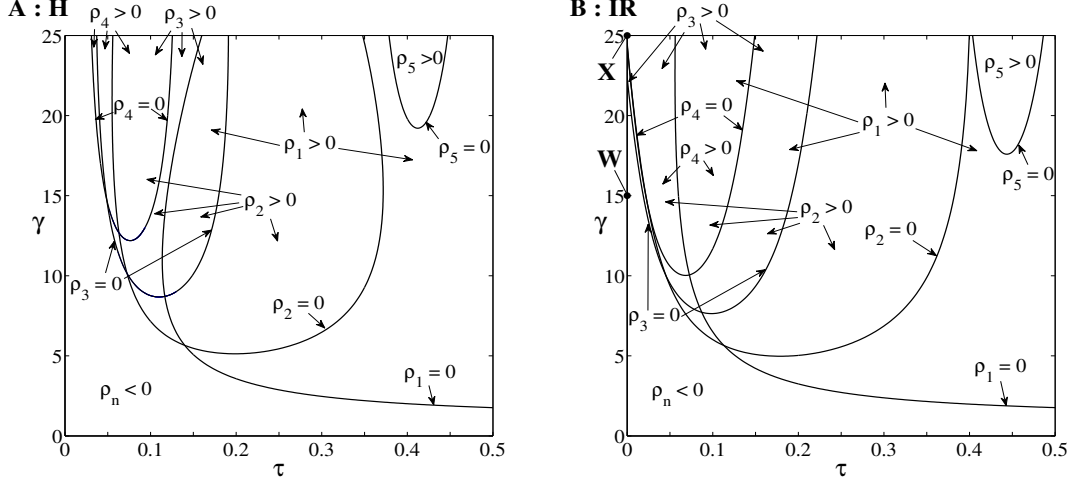 A : H
ρ4 > 0
ρ3 > 0
25
20
15
10
5
0
γ
ρ4 = 0
ρ5 > 0
ρ5 = 0
ρ1 > 0
ρ2 > 0
ρ3 = 0
ρ2 = 0
ρ1 = 0
ρn < 0
0.1
0.2
0.3
0.4
0.5
τ
B : IR
ρ3 > 0
25
X
20
W
15
γ
10
5
0
ρ5 > 0
ρ4 = 0
ρ1 > 0
ρ4 > 0
ρ5 = 0
ρ2 > 0
ρ2 = 0
ρ3 = 0
ρ1 = 0
ρn < 0
0
0.1
0.2
0.3
0.4
0.5
τ